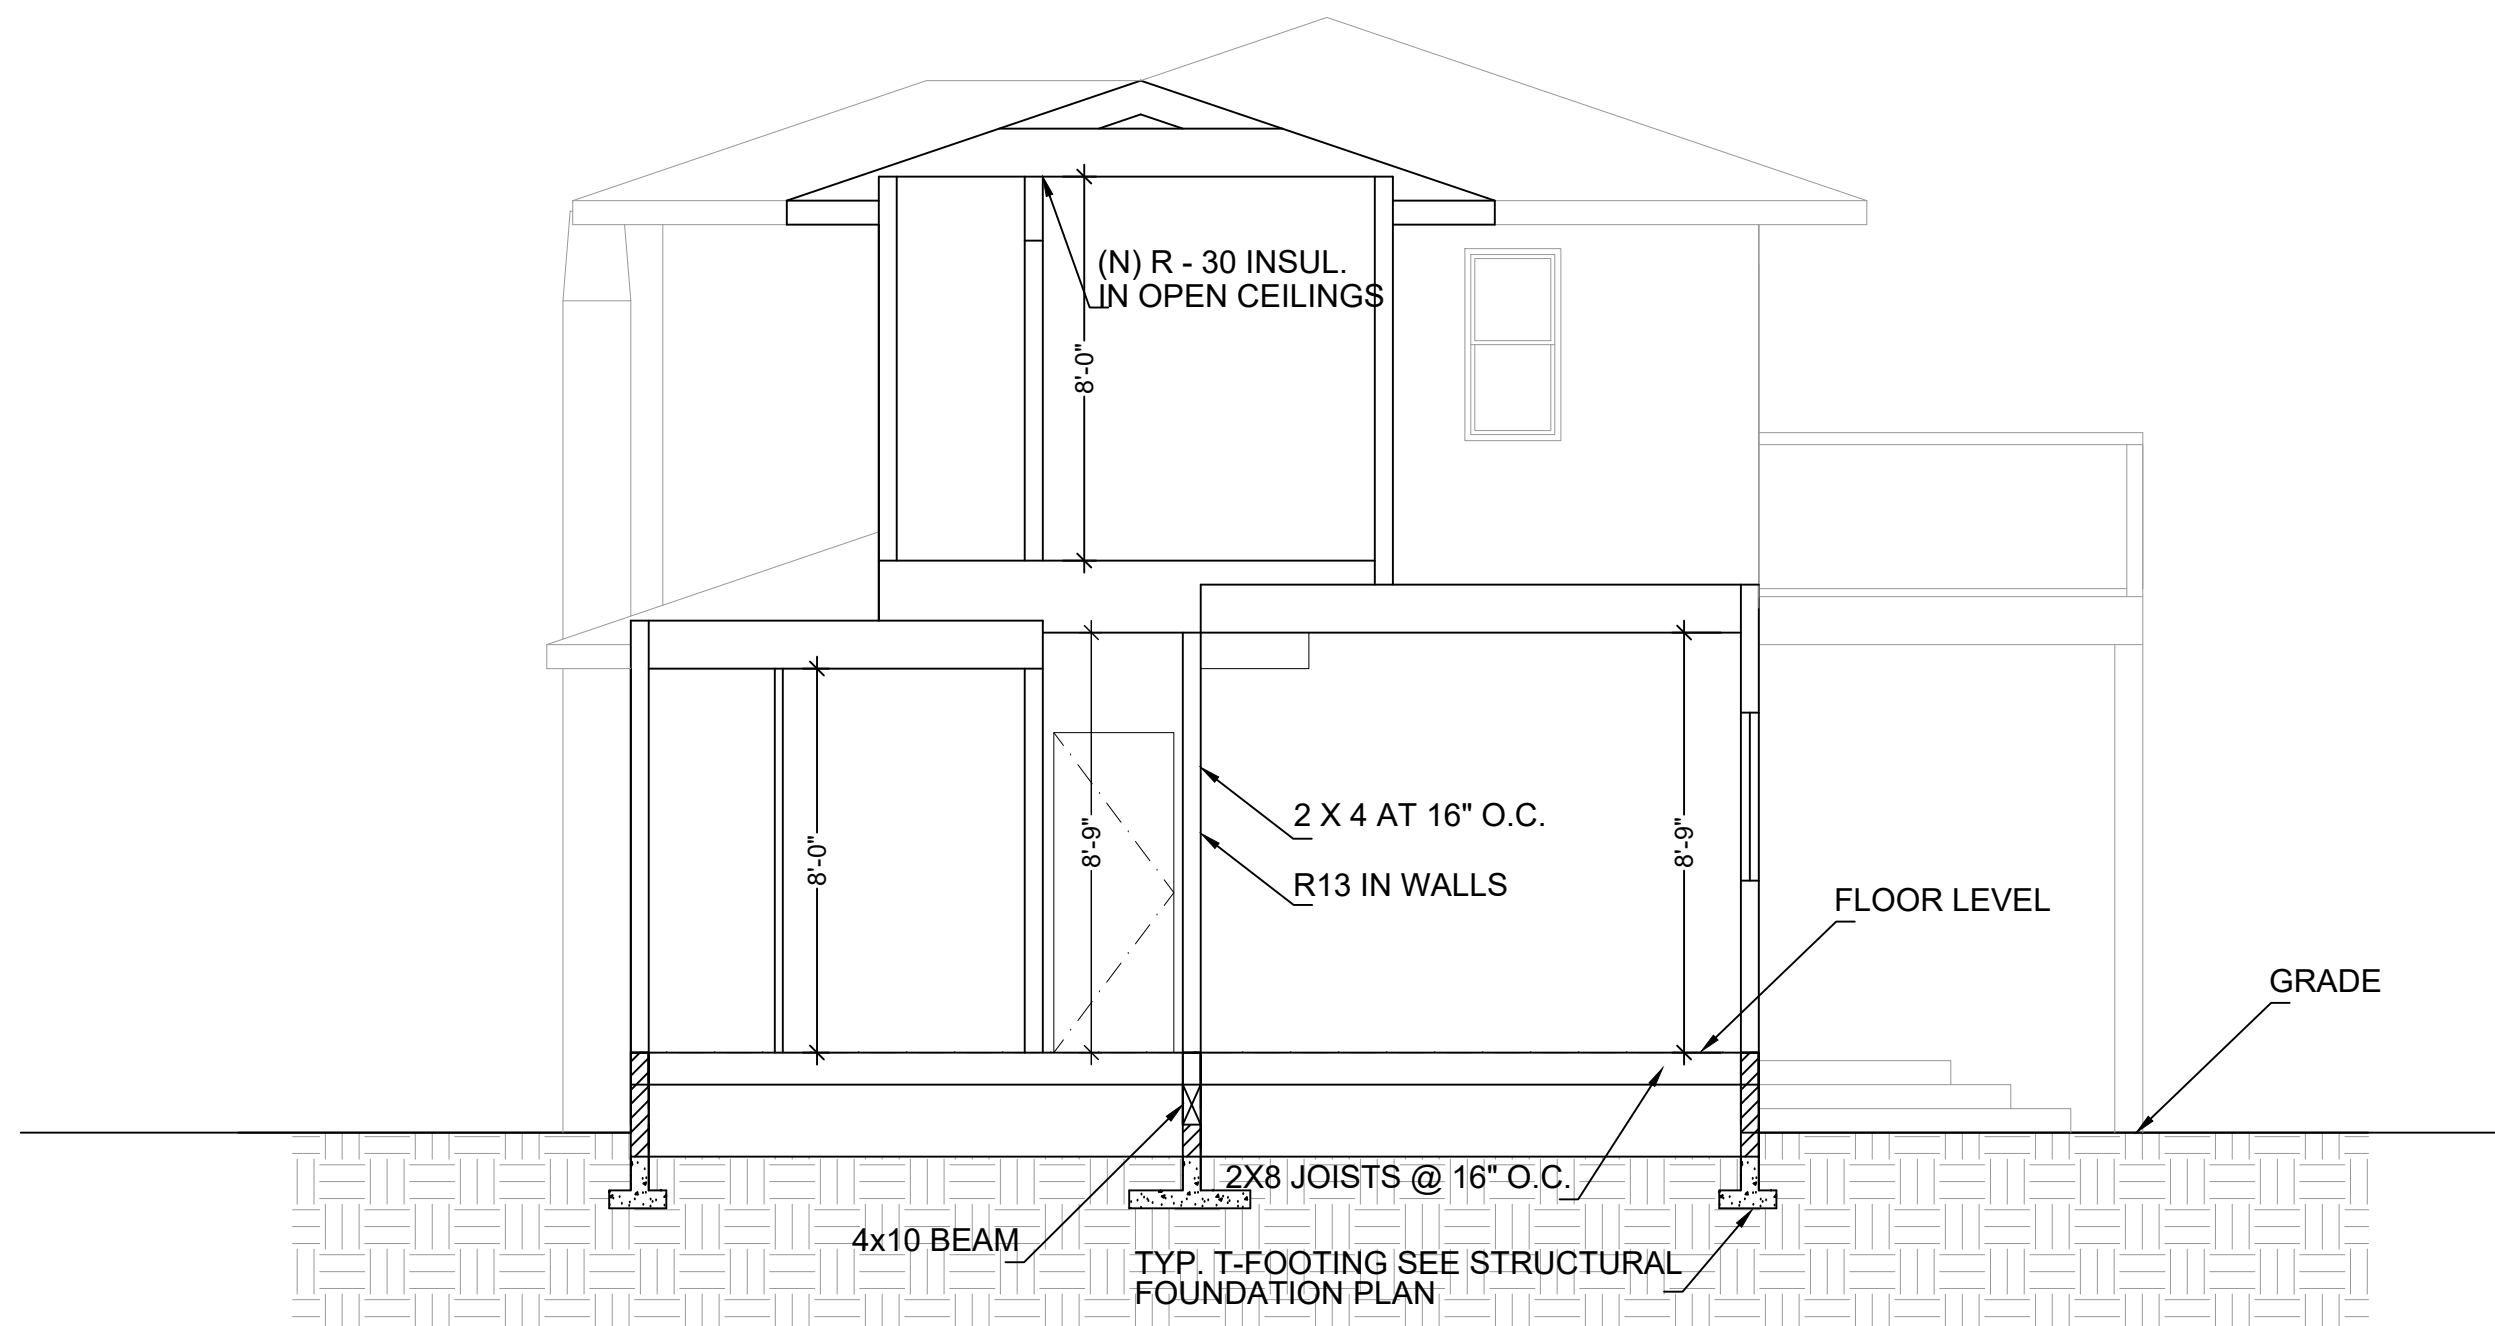 (N) R - 30 INSUL.
IN OPEN CEILINGS
8'-0"
2 X 4 AT 16" O.C.
8'-0"
8'-9"
8'-9"
R13 IN WALLS
FLOOR LEVEL
GRADE
2X8 JOISTS @ 16" O.C.
4x10 BEAM
TYP. T-FOOTING SEE STRUCTURAL
FOUNDATION PLAN